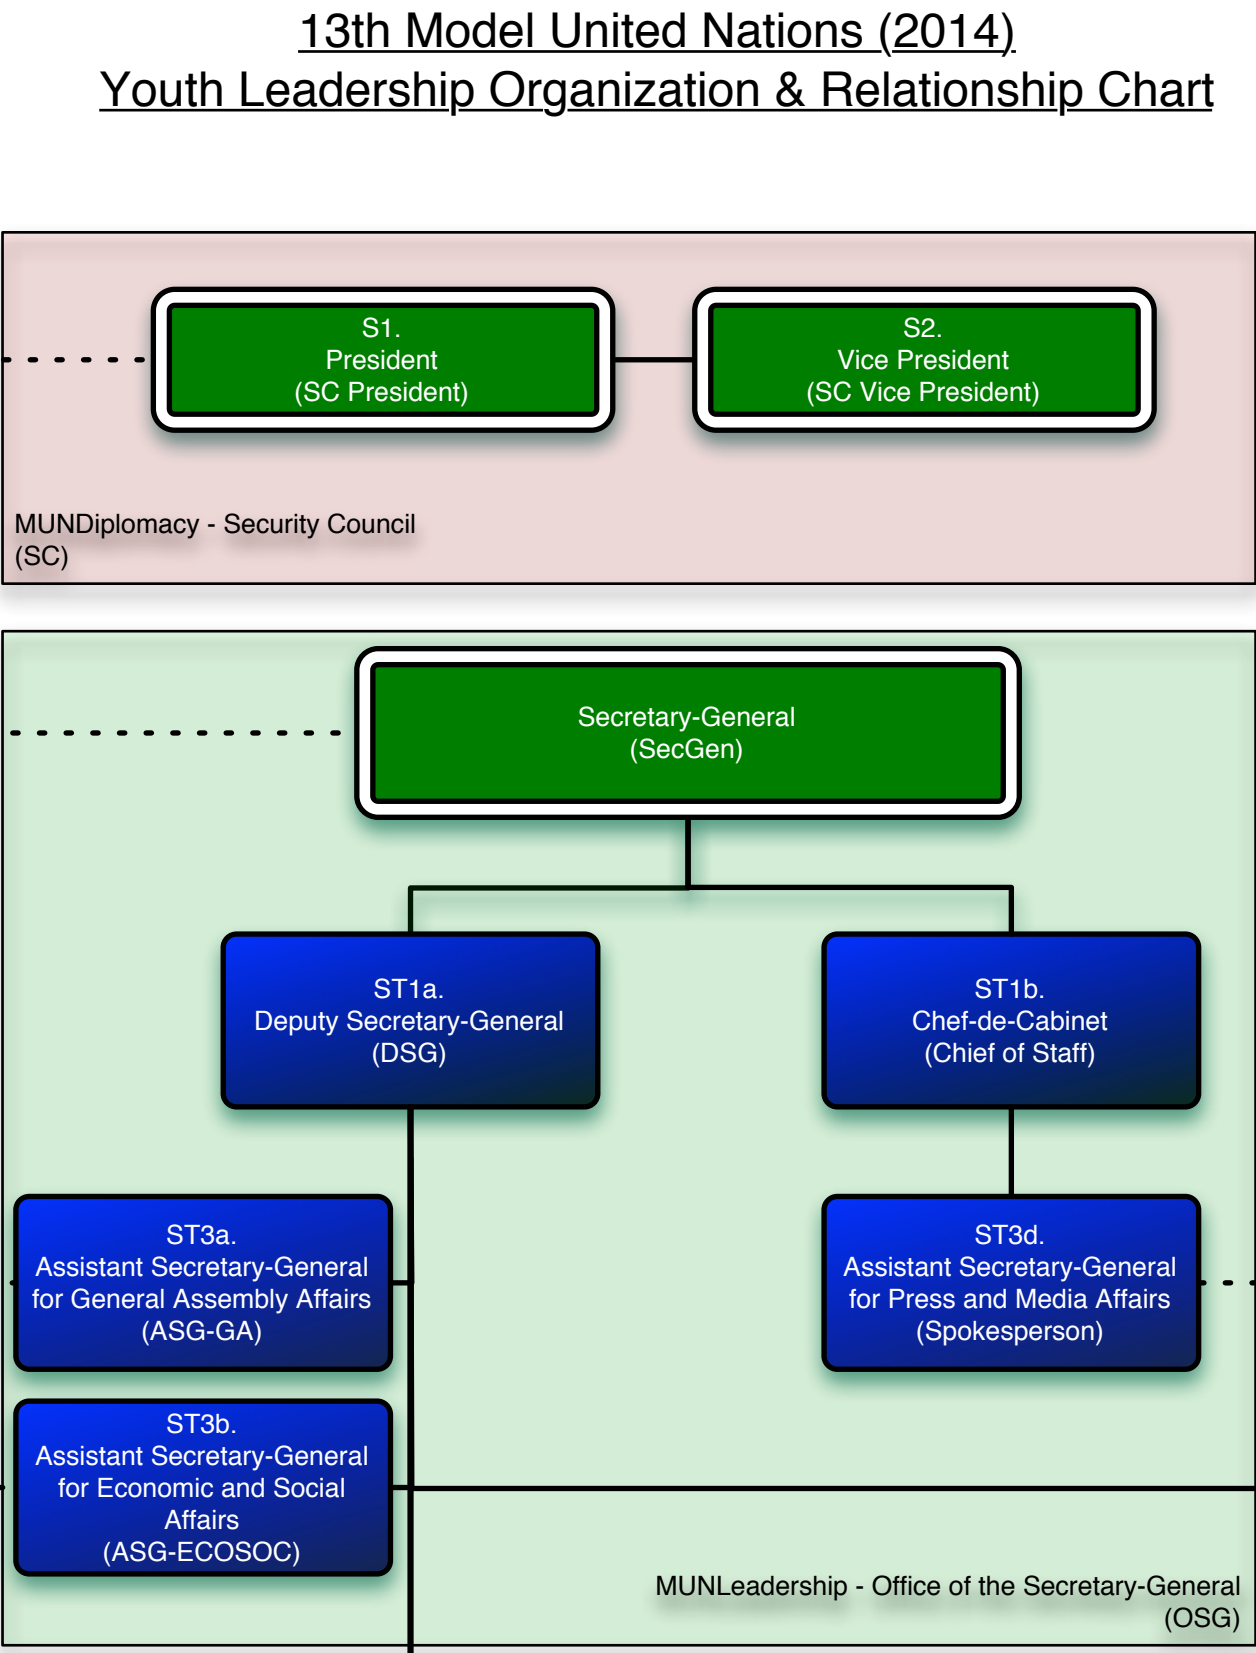 13th Model United Nations (2014)
Youth Leadership Organization & Relationship Chart
S1.
President
(SC President)
S2.
Vice President
(SC Vice President)
MUNDiplomacy - Security Council
(SC)
Secretary-General
(SecGen)
ST1a.
Deputy Secretary-General
(DSG)
ST1b.
Chef-de-Cabinet
(Chief of Staff)
ST3a.
Assistant Secretary-General
for General Assembly Affairs
(ASG-GA)
ST3d.
Assistant Secretary-General
for Press and Media Affairs
(Spokesperson)
ST3b.
Assistant Secretary-General
for Economic and Social
Affairs
(ASG-ECOSOC)
MUNLeadership - Office of the Secretary-General
(OSG)